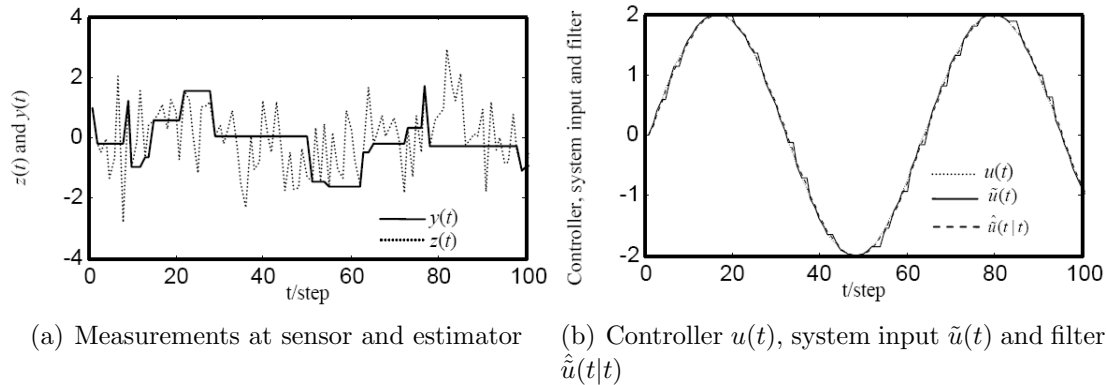 z(t) and y(t)
4
2
0
-2
-4
0 20 40 60 80 100
t/step
y(t)
z(t)
Controller, system input and filter
2
1
0
-1
-2
0 20 40 60 80 100
t/step
u(t)
ũ(t)
û̃(t|t)
(a) Measurements at sensor and estimator
(b) Controller u(t), system input ũ(t) and filter
û̃(t|t)